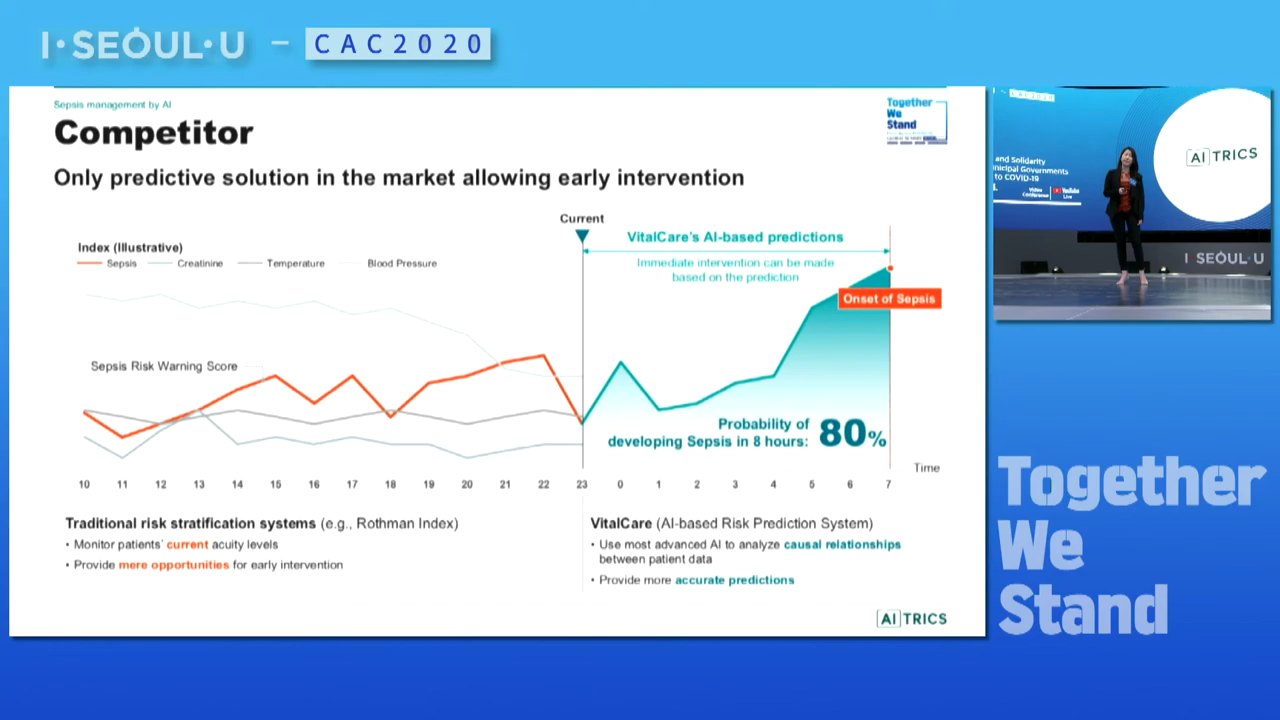 I·SEOUL·U – CAC2020
Sepsis management by AI
Competitor
Together
We
Stand
Only predictive solution in the market allowing early intervention
Current
Index (Illustrative)
Sepsis Creatinine Temperature Blood Pressure
VitalCare's AI-based predictions
Immediate intervention can be made
based on the prediction
Onset of Sepsis
Sepsis Risk Warning Score
Probability of
developing Sepsis in 8 hours: 80%
Time
10 11 12 13 14 15 16 17 18 19 20 21 22 23 0 1 2 3 4 5 6 7
Traditional risk stratification systems (e.g., Rothman Index)
• Monitor patients' current acuity levels
• Provide mere opportunities for early intervention
VitalCare (AI-based Risk Prediction System)
• Use most advanced AI to analyze causal relationships
between patient data
• Provide more accurate predictions
AITRICS
CAC2020
and Solidarity
nicipal Governments
to COVID-19
Video
Conference
YouTube
Live
AITRICS
I SEOUL·U
Together
We
Stand